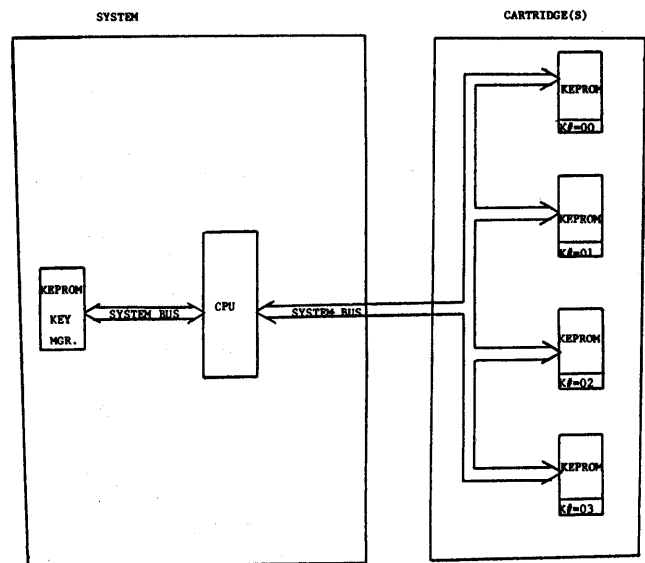 SYSTEM
CARTRIDGE(S)
KEPROM
K#=00
KEPROM
K#=01
KEPROM
KEY
MGR.
SYSTEM BUS
CPU
SYSTEM BUS
KEPROM
K#=02
KEPROM
K#=03